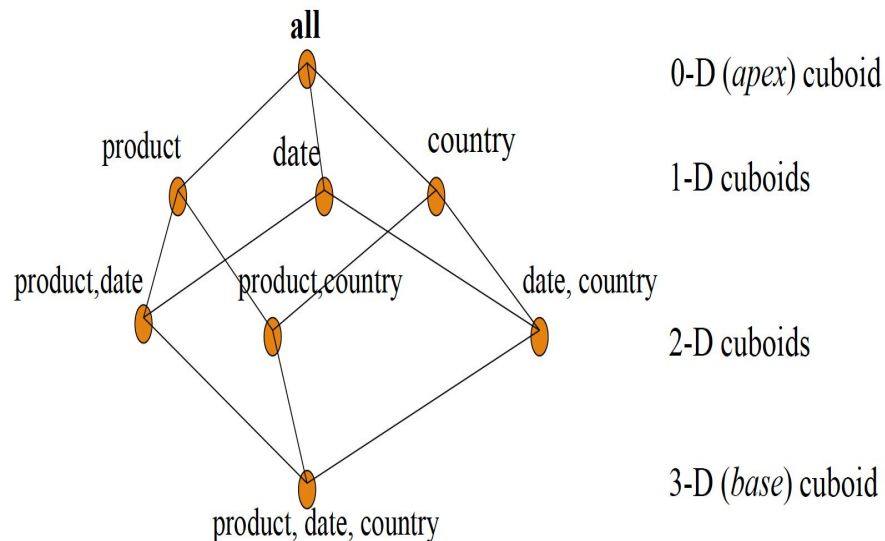 all
0-D (apex) cuboid
product
date
country
1-D cuboids
product,date
product,country
date, country
2-D cuboids
3-D (base) cuboid
product, date, country